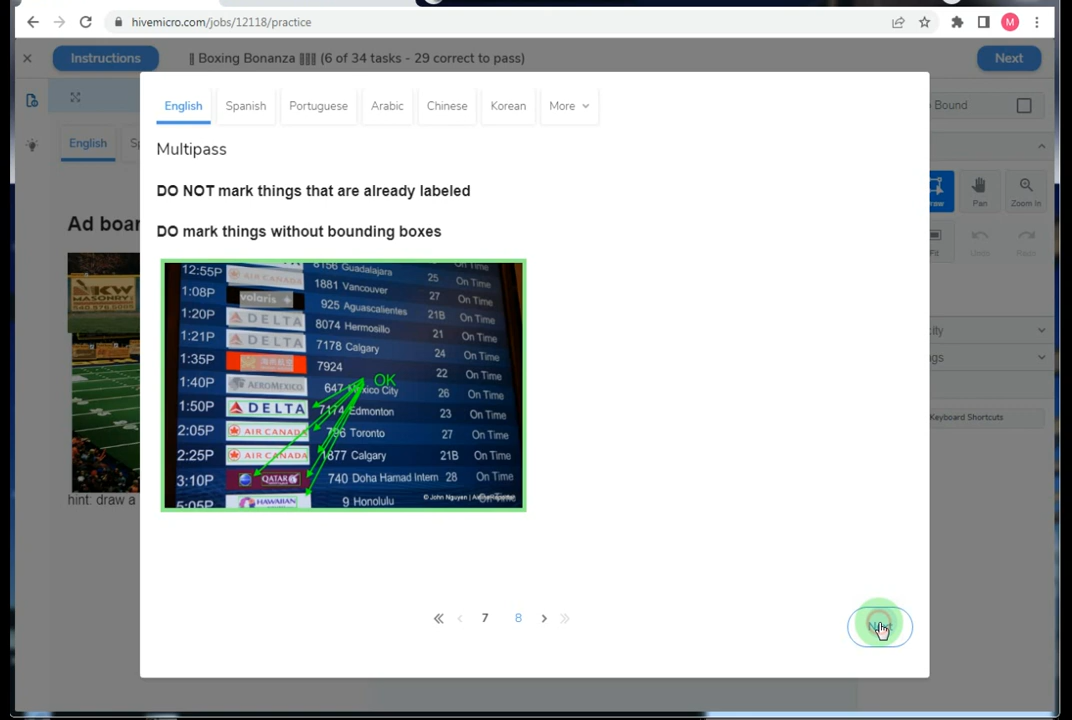 hivemicro.com/jobs/12118/practice
M
Instructions
Boxing Bonanza
(6 of 34 tasks - 29 correct to pass)
Next
Bound
English
Spanish
Portuguese
Arabic
Chinese
Korean
More
English
Sp
Multipass
DO NOT mark things that are already labeled
DO mark things without bounding boxes
Pan
Zoom In
Fit
Ad boar
KW
MASONRY
hint: draw a
Keyboard Shortcuts
12:55P AIR CANADA 8156 Guadalajara 25 On Time
1:08P volaris 1881 Vancouver 27 On Time
1:20P DELTA 925 Aguascalientes 21B On Time
1:21P DELTA 8074 Hermosillo 21 On Time
1:35P 7178 Calgary 24 On Time
1:40P AEROMEXICO 7924 22 On Time
OK
1:50P DELTA 647 Mexico City 26 On Time
2:05P AIR CANADA 7174 Edmonton 23 On Time
2:25P AIR CANADA 796 Toronto 27 On Time
3:10P QATAR 1877 Calgary 21B On Time
5:05P HAWAIIAN 740 Doha Hamad Intern 28 On Time
9 Honolulu
© John Nguyen |
7
8